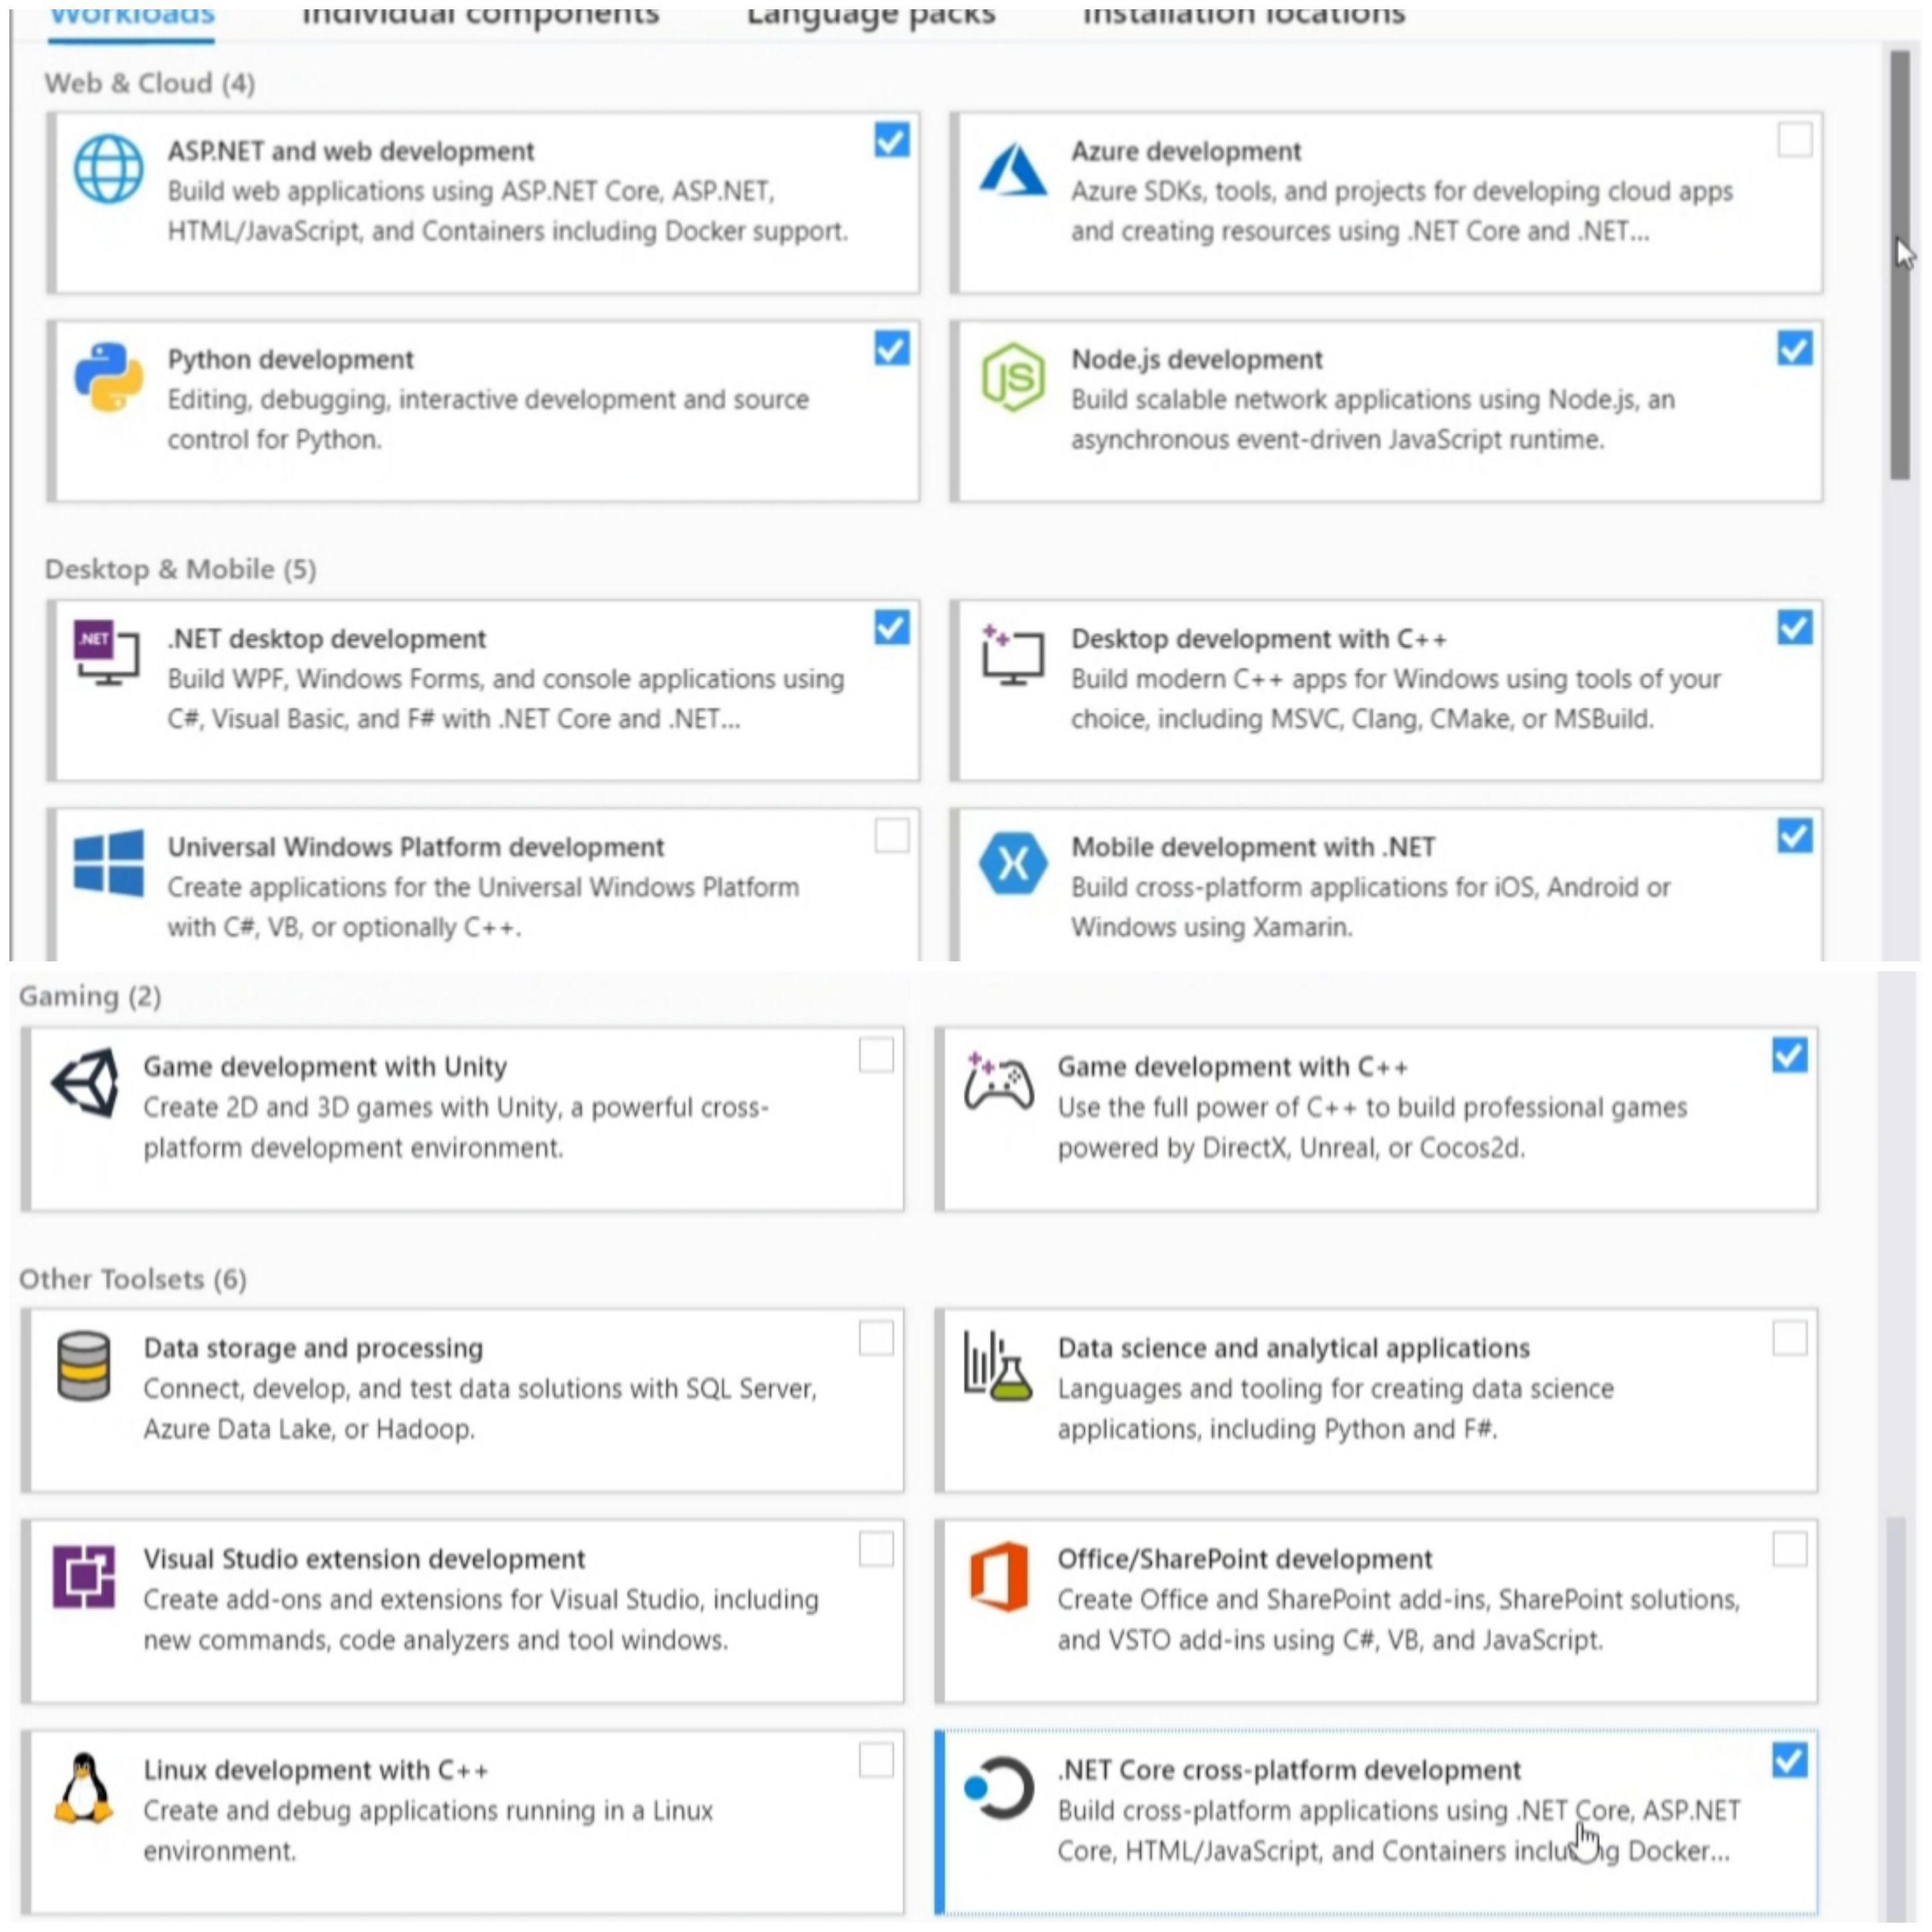 Workloads Individual components Language packs Installation locations
Web & Cloud (4)
ASP.NET and web development
Build web applications using ASP.NET Core, ASP.NET,
HTML/JavaScript, and Containers including Docker support.
Azure development
Azure SDKs, tools, and projects for developing cloud apps
and creating resources using .NET Core and .NET...
Python development
Editing, debugging, interactive development and source
control for Python.
Node.js development
Build scalable network applications using Node.js, an
asynchronous event-driven JavaScript runtime.
JS
Desktop & Mobile (5)
.NET
.NET desktop development
Build WPF, Windows Forms, and console applications using
C#, Visual Basic, and F# with .NET Core and .NET...
Desktop development with C++
Build modern C++ apps for Windows using tools of your
choice, including MSVC, Clang, CMake, or MSBuild.
Universal Windows Platform development
Create applications for the Universal Windows Platform
with C#, VB, or optionally C++.
Mobile development with .NET
Build cross-platform applications for iOS, Android or
Windows using Xamarin.
Gaming (2)
Game development with Unity
Create 2D and 3D games with Unity, a powerful cross-
platform development environment.
Game development with C++
Use the full power of C++ to build professional games
powered by DirectX, Unreal, or Cocos2d.
Other Toolsets (6)
Data storage and processing
Connect, develop, and test data solutions with SQL Server,
Azure Data Lake, or Hadoop.
Data science and analytical applications
Languages and tooling for creating data science
applications, including Python and F#.
Visual Studio extension development
Create add-ons and extensions for Visual Studio, including
new commands, code analyzers and tool windows.
Office/SharePoint development
Create Office and SharePoint add-ins, SharePoint solutions,
and VSTO add-ins using C#, VB, and JavaScript.
Linux development with C++
Create and debug applications running in a Linux
environment.
.NET Core cross-platform development
Build cross-platform applications using .NET Core, ASP.NET
Core, HTML/JavaScript, and Containers including Docker...